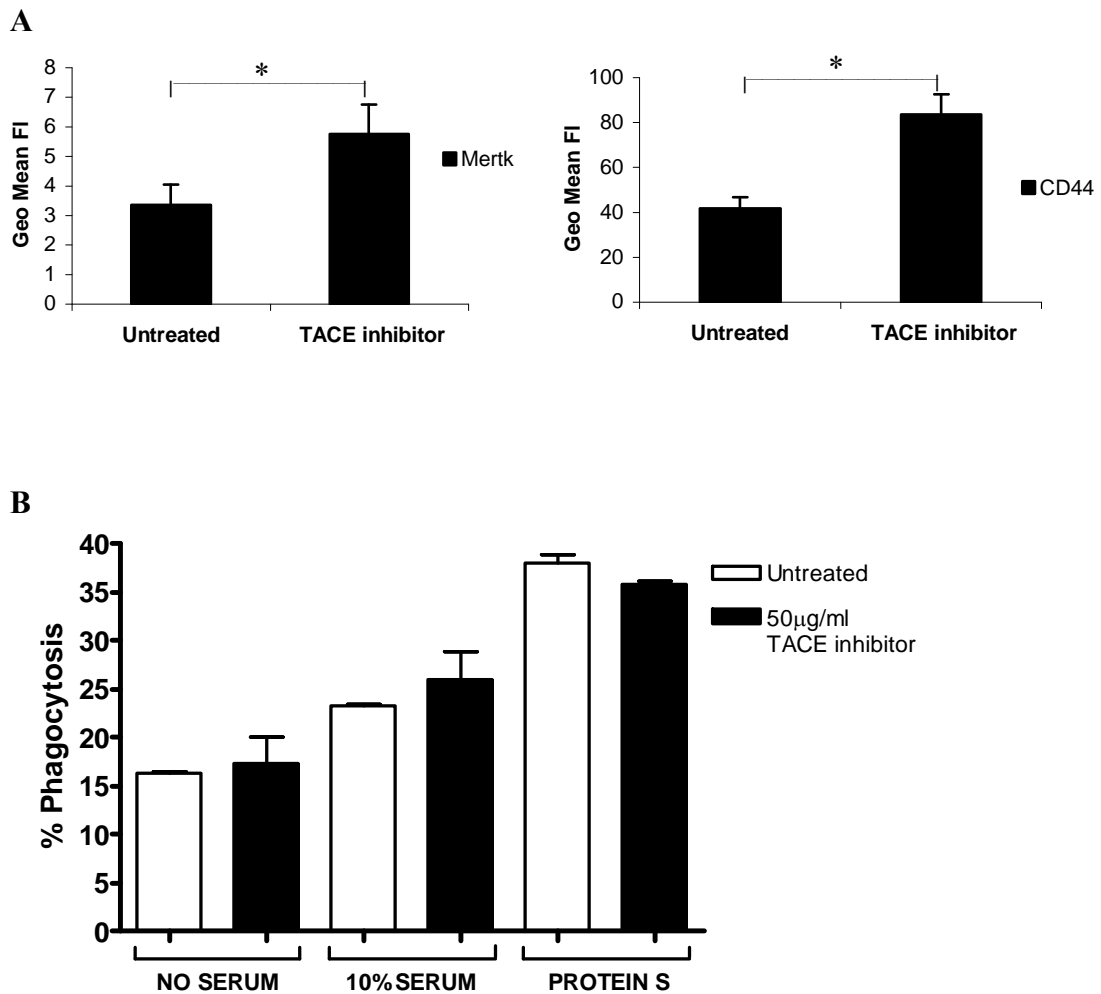 A
*
8
7
6
5
4
3
2
1
0
Geo Mean FI
Untreated
TACE inhibitor
Mertk
*
100
80
60
40
20
0
Geo Mean FI
Untreated
TACE inhibitor
CD44
B
40
35
30
25
20
15
10
5
0
% Phagocytosis
Untreated
50μg/ml
TACE inhibitor
NO SERUM
10% SERUM
PROTEIN S